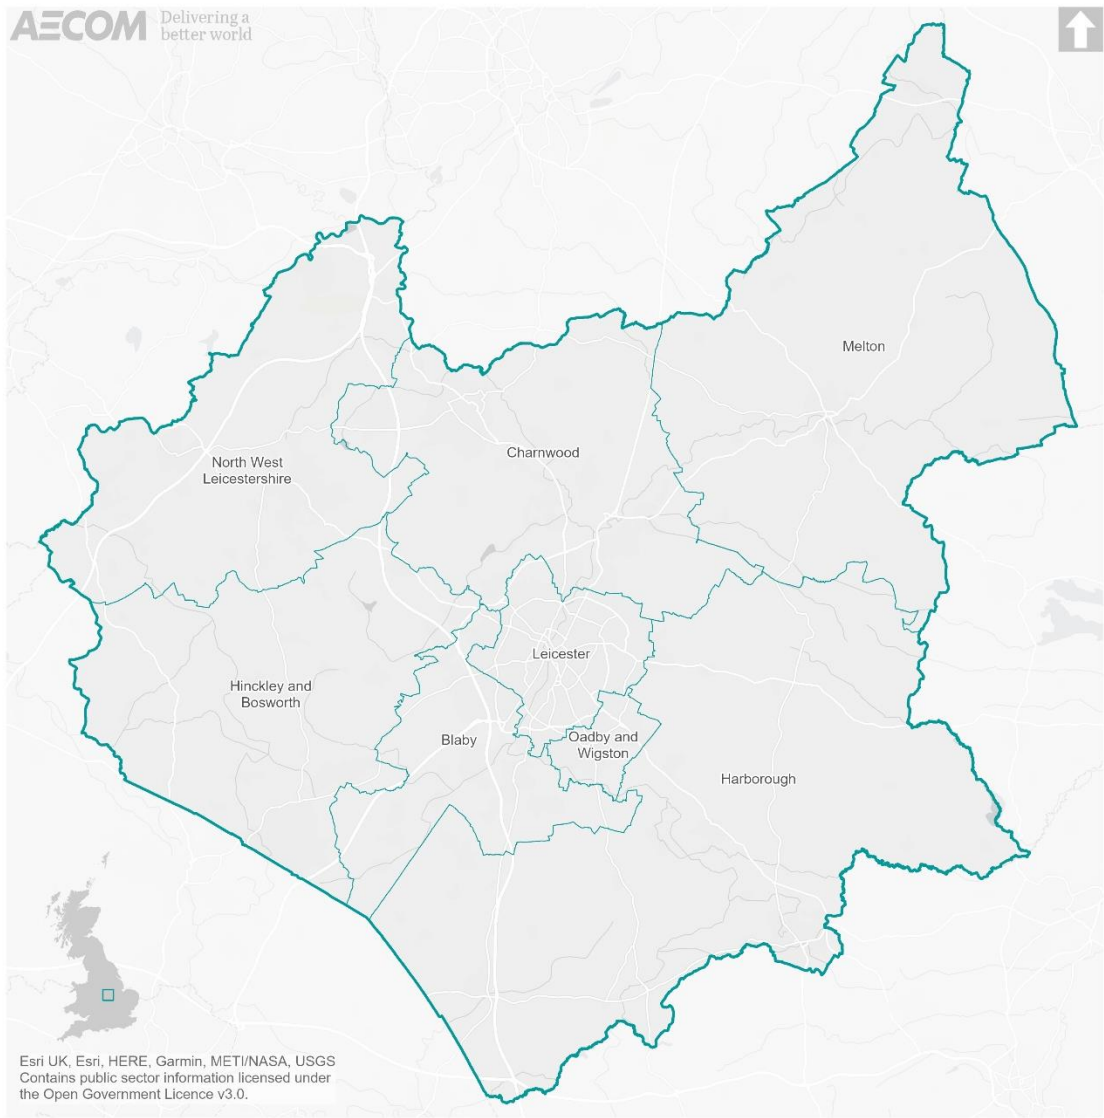 AECOM
Delivering a
better world
Melton
Charnwood
North West
Leicestershire
Leicester
Hinckley and
Bosworth
Blaby
Oadby and
Wigston
Harborough
Esri UK, Esri, HERE, Garmin, METI/NASA, USGS
Contains public sector information licensed under
the Open Government Licence v3.0.